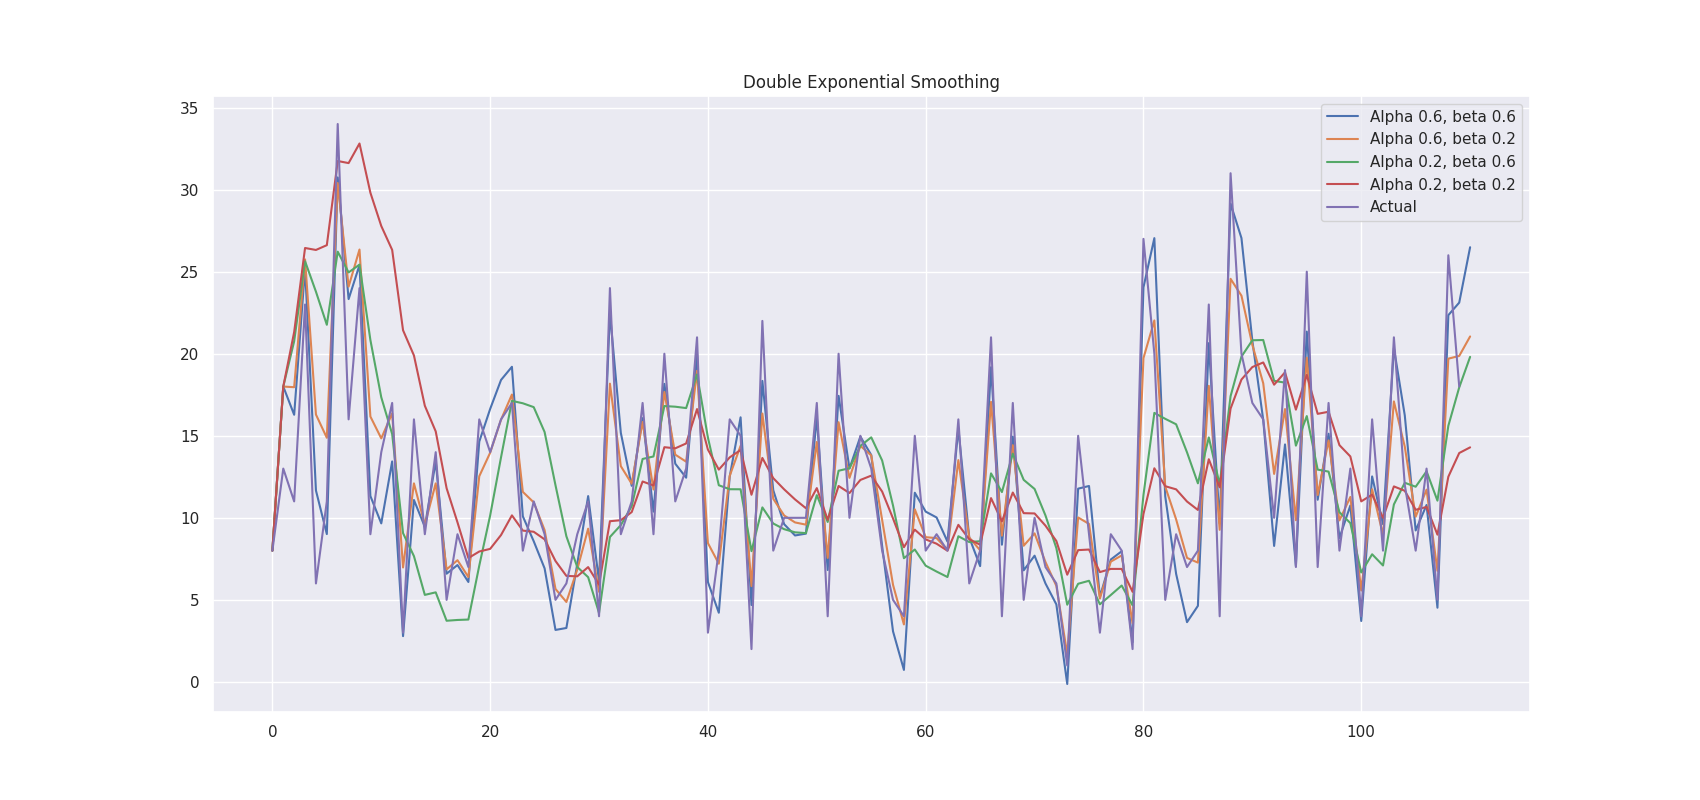 Double Exponential Smoothing
35
30
25
20
15
10
5
0
Alpha 0.6, beta 0.6
Alpha 0.6, beta 0.2
Alpha 0.2, beta 0.6
Alpha 0.2, beta 0.2
Actual
0 20 40 60 80 100